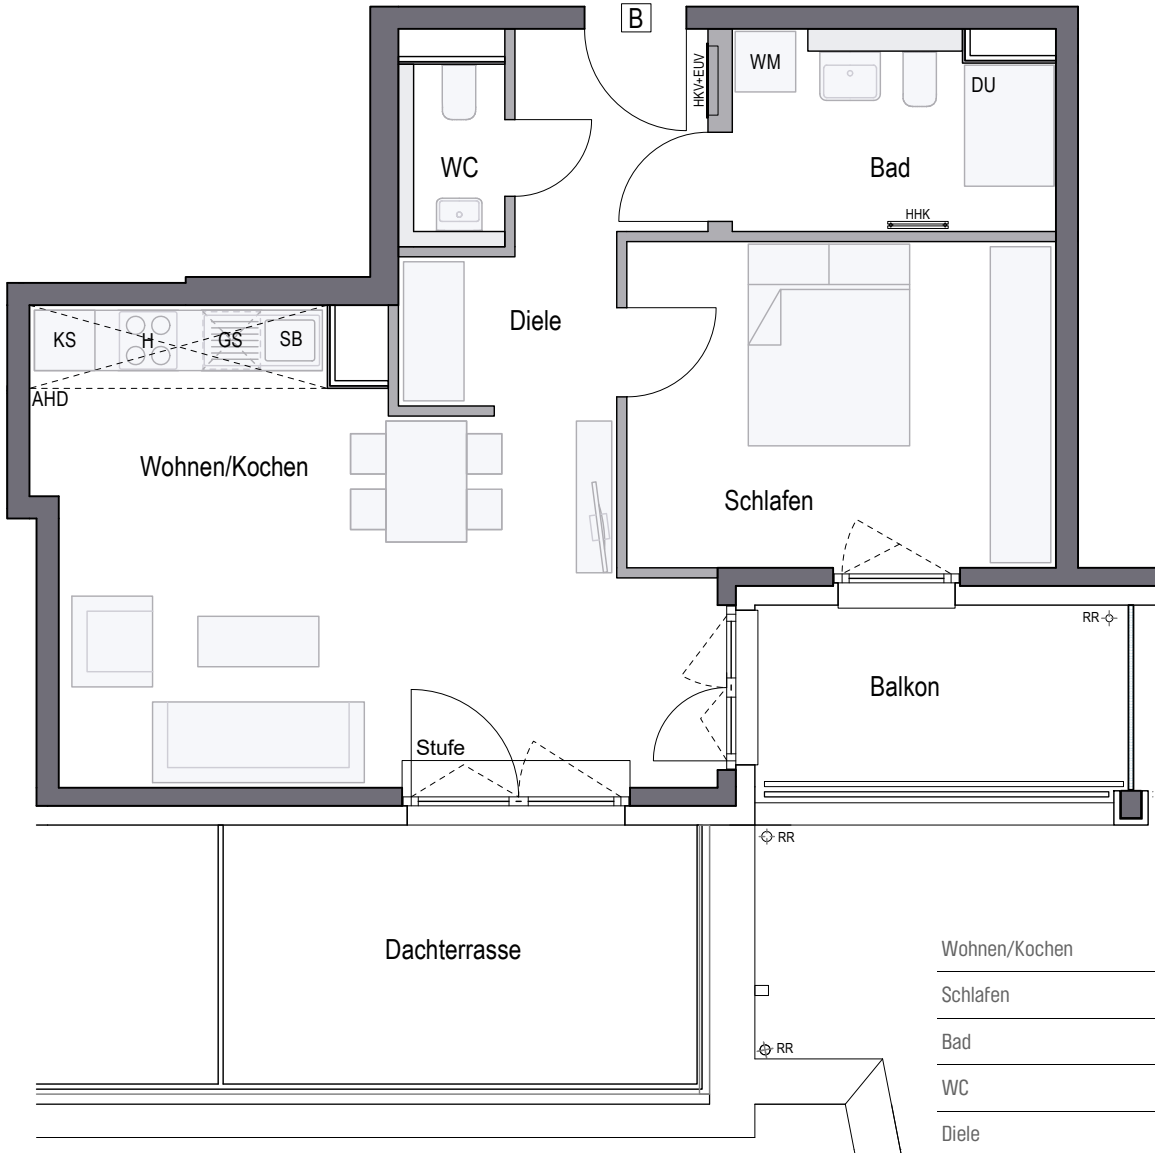 B
WM
DU
HKV+EUV
WC
Bad
HHK
Diele
KS
H
GS
SB
AHD
Wohnen/Kochen
Schlafen
RR
Balkon
Stufe
RR
Dachterrasse
RR
Wohnen/Kochen
Schlafen
Bad
WC
Diele